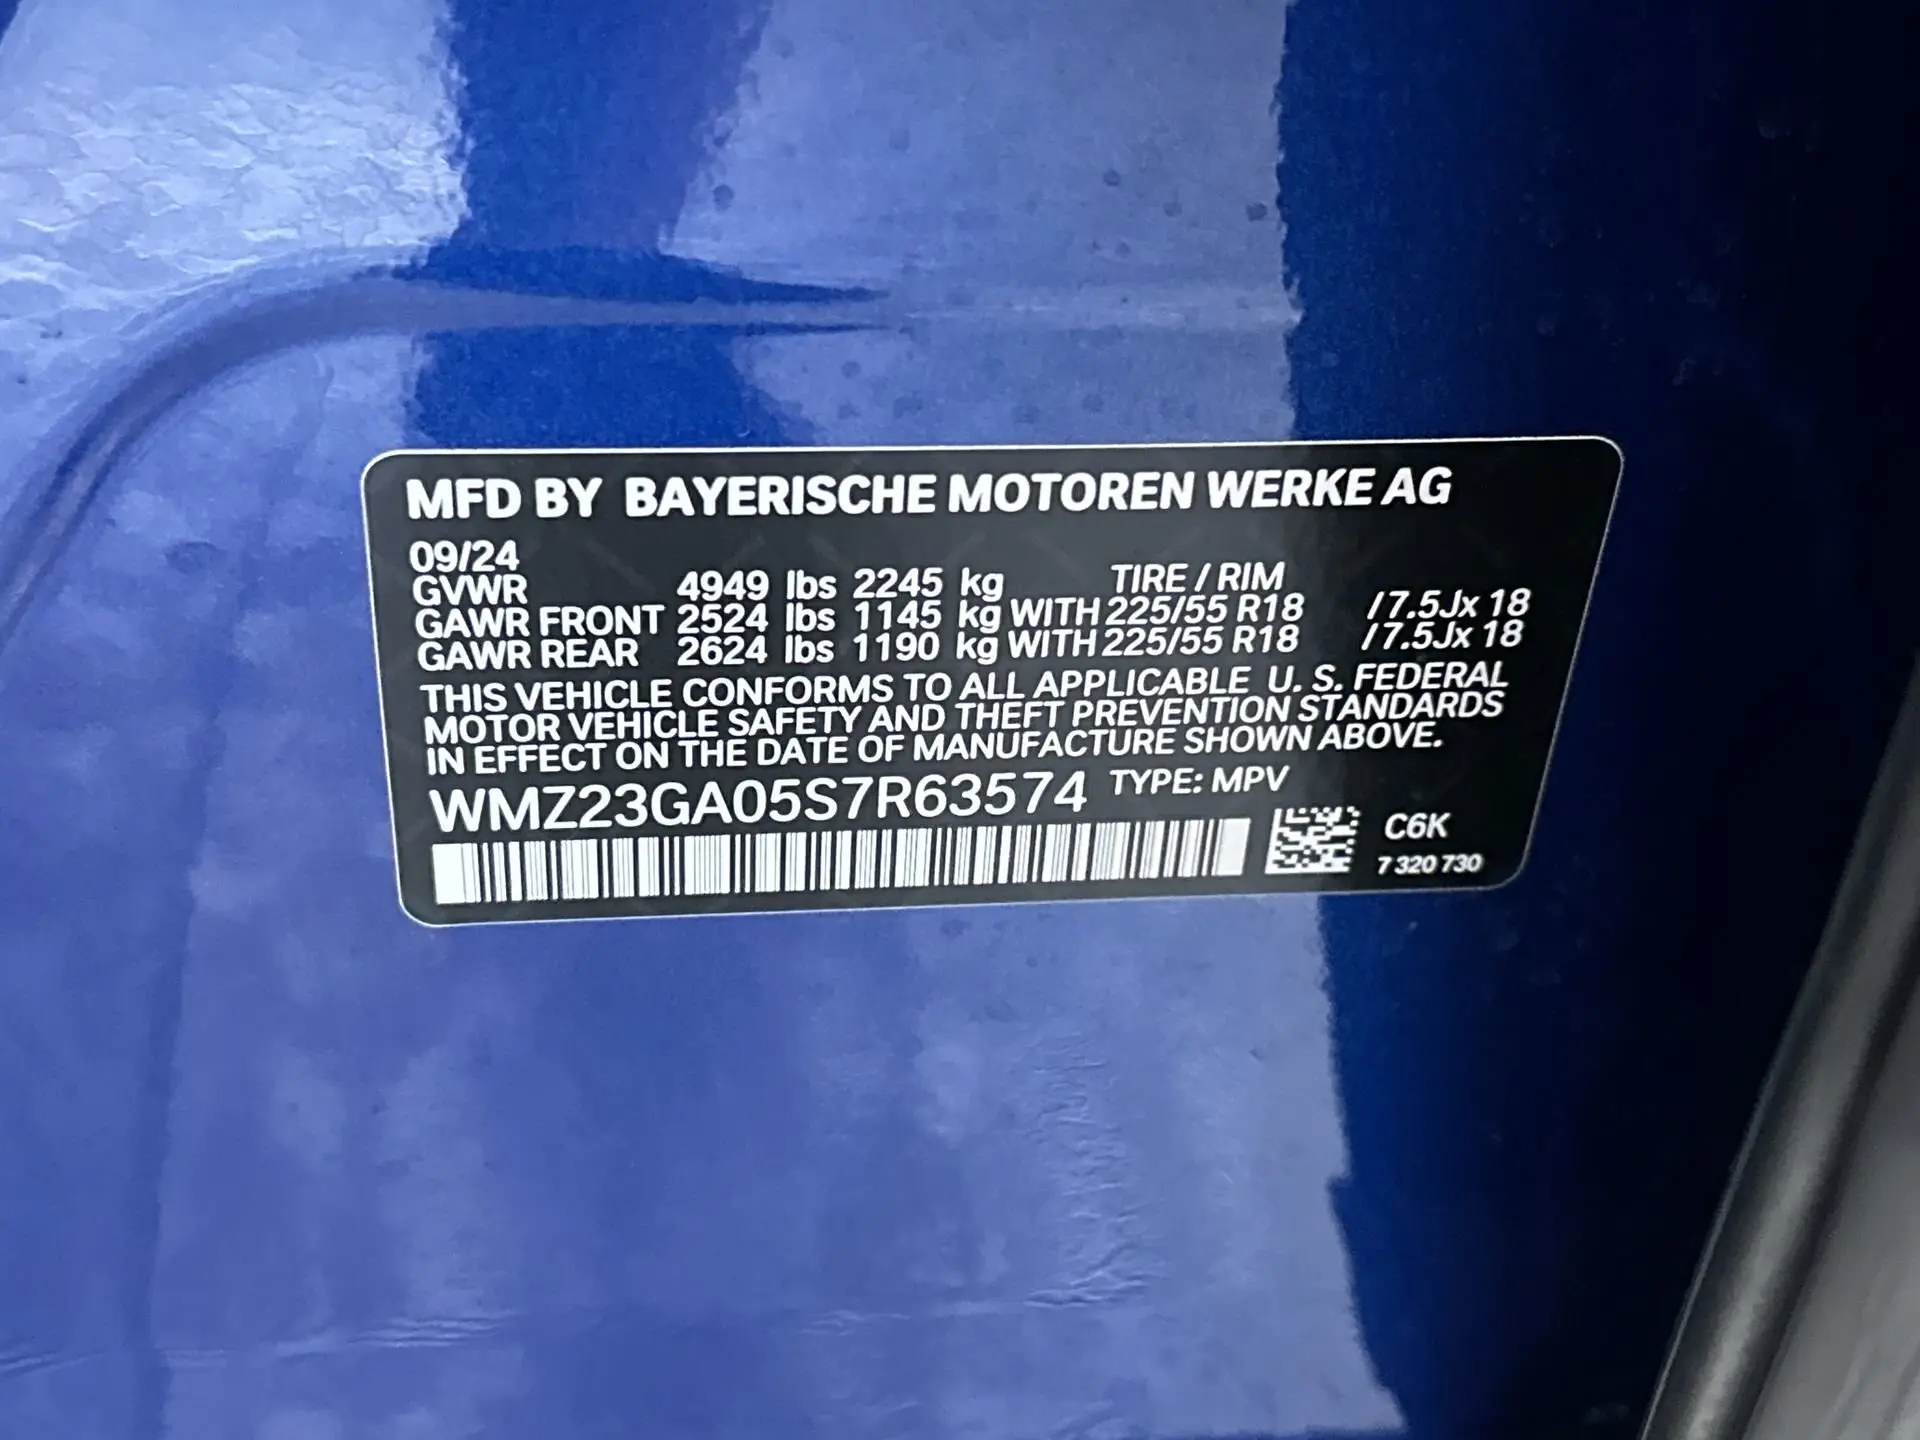 MFD BY BAYERISCHE MOTOREN WERKE AG
09/24
GVWR 4949 lbs 2245 kg TIRE / RIM
GAWR FRONT 2524 lbs 1145 kg WITH 225/55 R18 / 7.5Jx 18
GAWR REAR 2624 lbs 1190 kg WITH 225/55 R18 / 7.5Jx 18
THIS VEHICLE CONFORMS TO ALL APPLICABLE U. S. FEDERAL
MOTOR VEHICLE SAFETY AND THEFT PREVENTION STANDARDS
IN EFFECT ON THE DATE OF MANUFACTURE SHOWN ABOVE.
WMZ23GA05S7R63574 TYPE: MPV
C6K
7 320 730